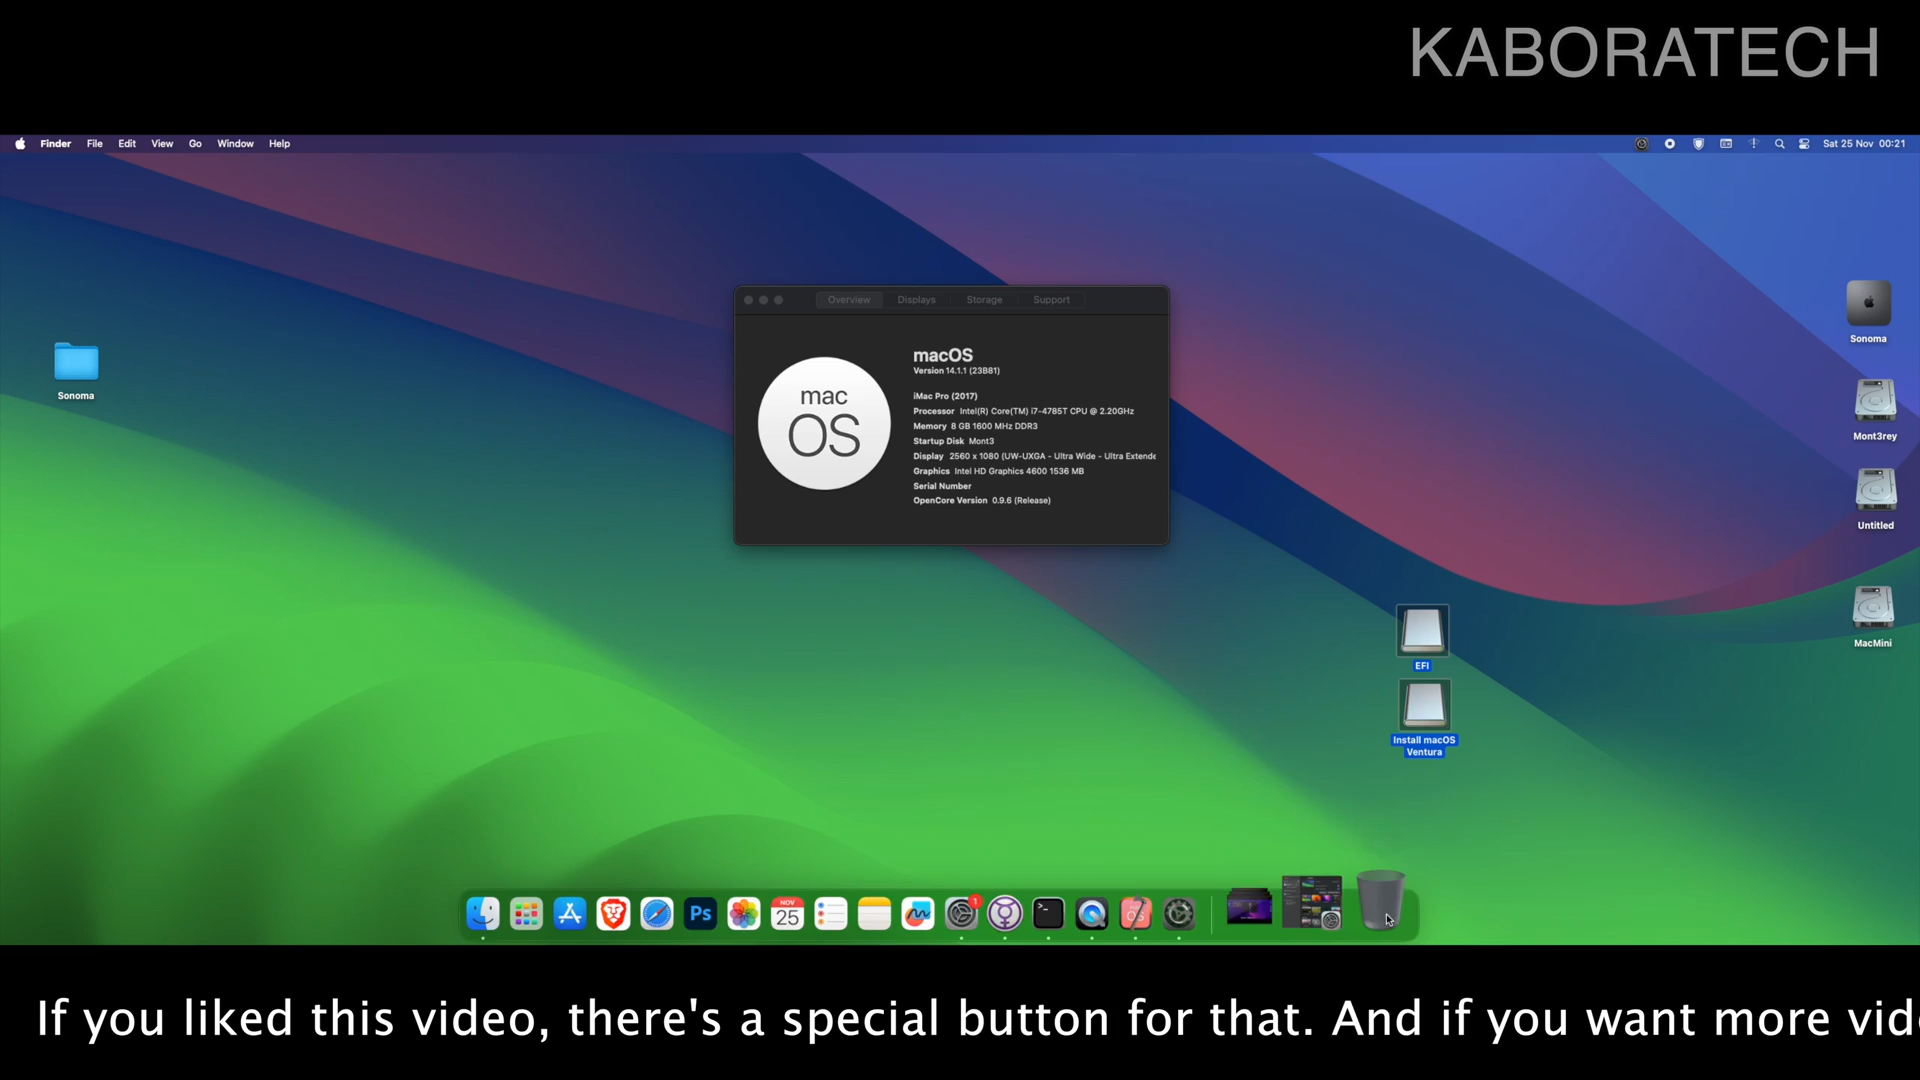 KABORATECH
Finder File Edit View Go Window Help
Sat 25 Nov 00:21
Overview Displays Storage Support
mac
OS
macOS
Version 14.1.1 (23B81)
iMac Pro (2017)
Processor Intel(R) Core(TM) i7-4785T CPU @ 2.20GHz
Memory 8 GB 1600 MHz DDR3
Startup Disk Mont3
Display 2560 x 1080 (UW-UXGA - Ultra Wide - Ultra Extende
Graphics Intel HD Graphics 4600 1536 MB
Serial Number
OpenCore Version 0.9.6 (Release)
Sonoma
Sonoma
Mont3rey
Untitled
MacMini
EFI
Install macOS
Ventura
Ps
NOV
25
1
OS
If you liked this video, there's a special button for that. And if you want more vid